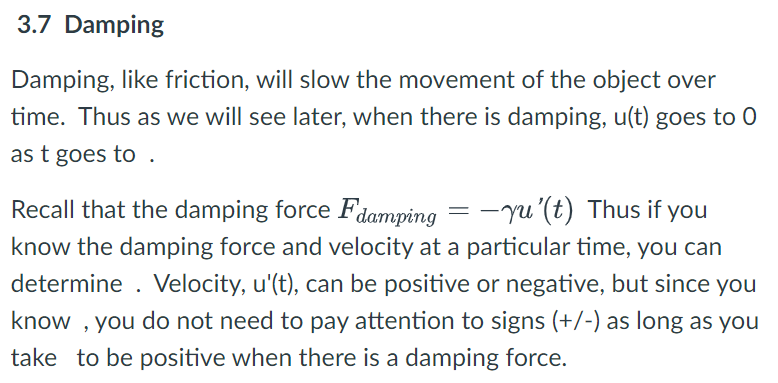 3.7 Damping
Damping, like friction, will slow the movement of the object over
time. Thus as we will see later, when there is damping, u(t) goes to 0
as t goes to .
Recall that the damping force F_damping = −γu′(t) Thus if you
know the damping force and velocity at a particular time, you can
determine . Velocity, u'(t), can be positive or negative, but since you
know , you do not need to pay attention to signs (+/-) as long as you
take to be positive when there is a damping force.